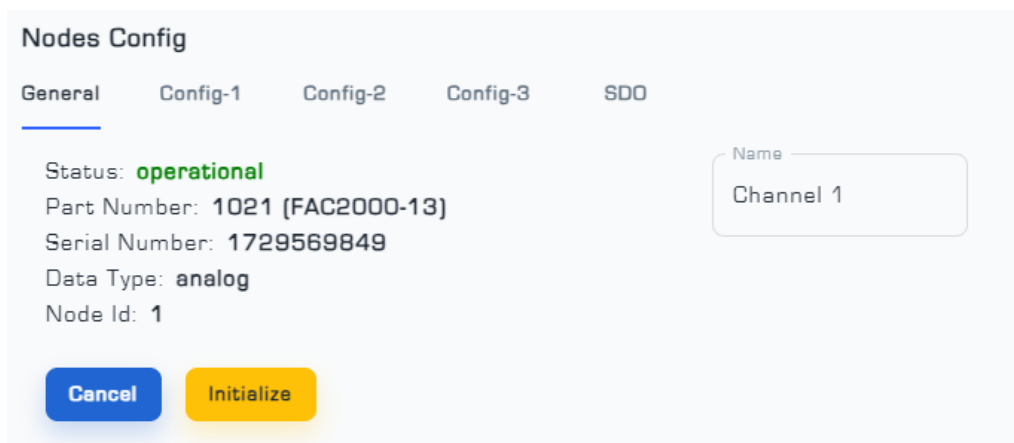 Nodes Config
General Config-1 Config-2 Config-3 SDO
Status: operational
Part Number: 1021 (FAC2000-13)
Serial Number: 1729569849
Data Type: analog
Node Id: 1
Name
Channel 1
Cancel Initialize